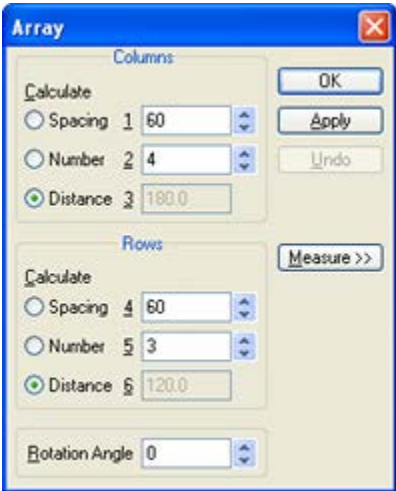 Array
Columns
OK
Calculate
Spacing 1 60
Apply
Number 2 4
Undo
Distance 3 180.0
Rows
Measure >>
Calculate
Spacing 4 60
Number 5 3
Distance 6 120.0
Rotation Angle 0